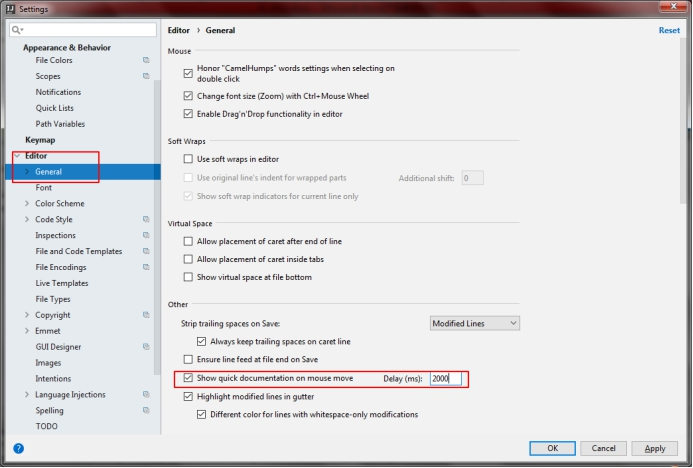 Settings
Appearance & Behavior
File Colors
Scopes
Notifications
Quick Lists
Path Variables
Keymap
Editor
General
Font
Color Scheme
Code Style
Inspections
File and Code Templates
File Encodings
Live Templates
File Types
Copyright
Emmet
GUI Designer
Images
Intentions
Language Injections
Spelling
TODO
Editor › General
Reset
Mouse
Honor "CamelHumps" words settings when selecting on
double click
Change font size (Zoom) with Ctrl+Mouse Wheel
Enable Drag'n'Drop functionality in editor
Soft Wraps
Use soft wraps in editor
Use original line's indent for wrapped parts Additional shift: 0
Show soft wrap indicators for current line only
Virtual Space
Allow placement of caret after end of line
Allow placement of caret inside tabs
Show virtual space at file bottom
Other
Strip trailing spaces on Save: Modified Lines
Always keep trailing spaces on caret line
Ensure line feed at file end on Save
Show quick documentation on mouse move Delay (ms): 2000
Highlight modified lines in gutter
Different color for lines with whitespace-only modifications
? OK Cancel Apply